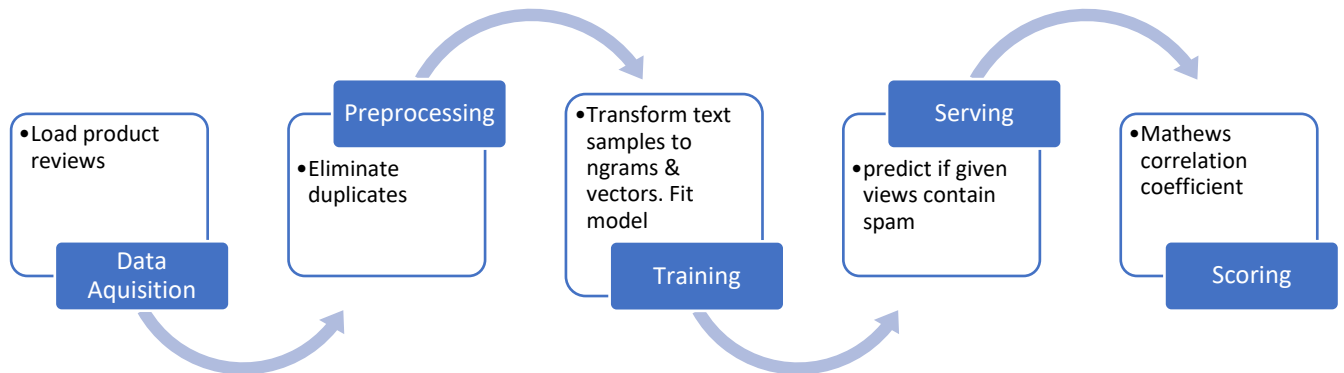 •Load product
reviews
Data
Aquisition
Preprocessing
•Eliminate
duplicates
•Transform text
samples to
ngrams &
vectors. Fit
model
Training
Serving
•predict if given
views contain
spam
•Mathews
correlation
coefficient
Scoring